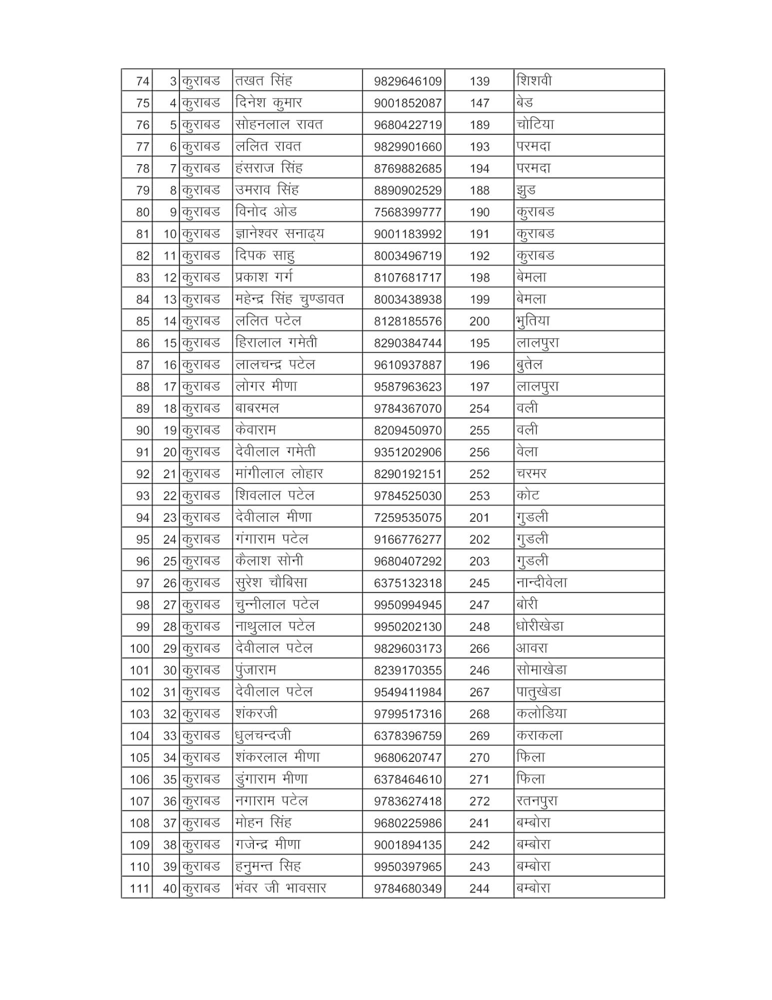 74 3 कुराबड तखत सिंह 9829646109 139 शिशवी
75 4 कुराबड दिनेश कुमार 9001852087 147 बेड
76 5 कुराबड सोहनलाल रावत 9680422719 189 चोटिया
77 6 कुराबड ललित रावत 9829901660 193 परमदा
78 7 कुराबड हंसराज सिंह 8769882685 194 परमदा
79 8 कुराबड उमराव सिंह 8890902529 188 झुड
80 9 कुराबड विनोद ओड 7568399777 190 कुराबड
81 10 कुराबड ज्ञानेश्वर सनाढ्य 9001183992 191 कुराबड
82 11 कुराबड दिपक साहु 8003496719 192 कुराबड
83 12 कुराबड प्रकाश गर्ग 8107681717 198 बेमला
84 13 कुराबड महेन्द्र सिंह चुण्डावत 8003438938 199 बेमला
85 14 कुराबड ललित पटेल 8128185576 200 भुतिया
86 15 कुराबड हिरालाल गमेती 8290384744 195 लालपुरा
87 16 कुराबड लालचन्द्र पटेल 9610937887 196 बुतेल
88 17 कुराबड लोगर मीणा 9587963623 197 लालपुरा
89 18 कुराबड बाबरमल 9784367070 254 वली
90 19 कुराबड केवाराम 8209450970 255 वली
91 20 कुराबड देवीलाल गमेती 9351202906 256 वेला
92 21 कुराबड मांगीलाल लोहार 8290192151 252 चरमर
93 22 कुराबड शिवलाल पटेल 9784525030 253 कोट
94 23 कुराबड देवीलाल मीणा 7259535075 201 गुडली
95 24 कुराबड गंगाराम पटेल 9166776277 202 गुडली
96 25 कुराबड कैलाश सोनी 9680407292 203 गुडली
97 26 कुराबड सुरेश चौबिसा 6375132318 245 नान्दीवेला
98 27 कुराबड चुन्नीलाल पटेल 9950994945 247 बोरी
99 28 कुराबड नाथुलाल पटेल 9950202130 248 धोरीखेडा
100 29 कुराबड देवीलाल पटेल 9829603173 266 आवरा
101 30 कुराबड पुंजाराम 8239170355 246 सोमाखेडा
102 31 कुराबड देवीलाल पटेल 9549411984 267 पातुखेडा
103 32 कुराबड शंकरजी 9799517316 268 कलोडिया
104 33 कुराबड धुलचन्दजी 6378396759 269 कराकला
105 34 कुराबड शंकरलाल मीणा 9680620747 270 फिला
106 35 कुराबड डुंगाराम मीणा 6378464610 271 फिला
107 36 कुराबड नगाराम पटेल 9783627418 272 रतनपुरा
108 37 कुराबड मोहन सिंह 9680225986 241 बम्बोरा
109 38 कुराबड गजेन्द्र मीणा 9001894135 242 बम्बोरा
110 39 कुराबड हनुमन्त सिंह 9950397965 243 बम्बोरा
111 40 कुराबड भंवर जी भावसार 9784680349 244 बम्बोरा